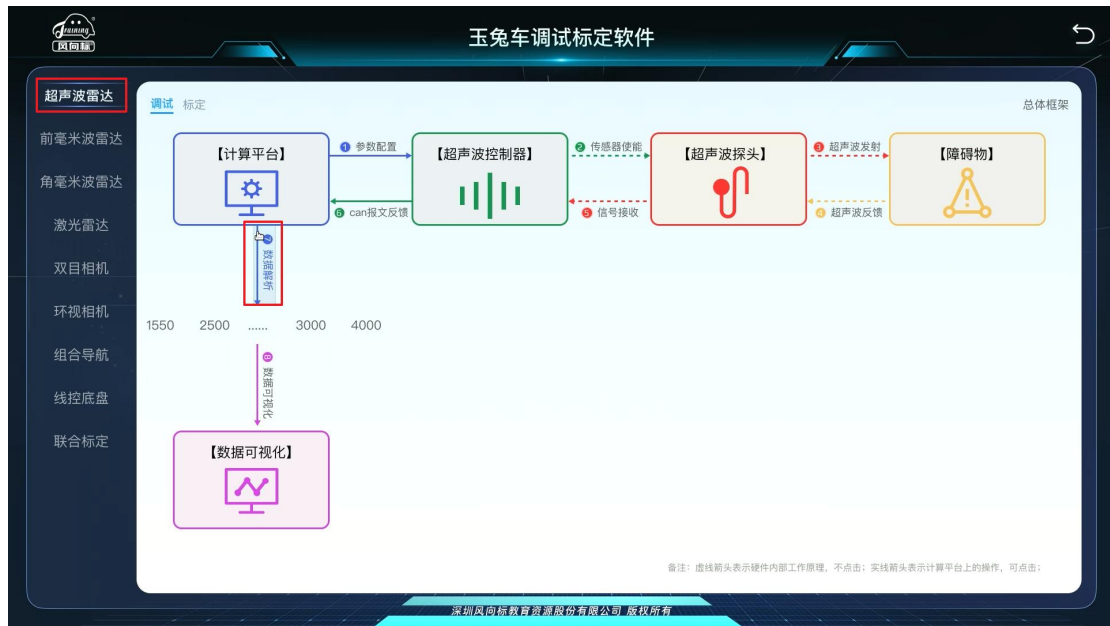 Training
风向标
玉兔车调试标定软件
超声波雷达
前毫米波雷达
角毫米波雷达
激光雷达
双目相机
环视相机
组合导航
线控底盘
联合标定
调试 标定
总体框架
【计算平台】
1 参数配置
【超声波控制器】
2 传感器使能
【超声波探头】
3 超声波发射
【障碍物】
6 can报文反馈
5 信号接收
4 超声波反馈
7 数据解析
1550 2500 ...... 3000 4000
8 数据可视化
【数据可视化】
备注：虚线箭头表示硬件内部工作原理，不点击；实线箭头表示计算平台上的操作，可点击；
深圳风向标教育资源股份有限公司 版权所有